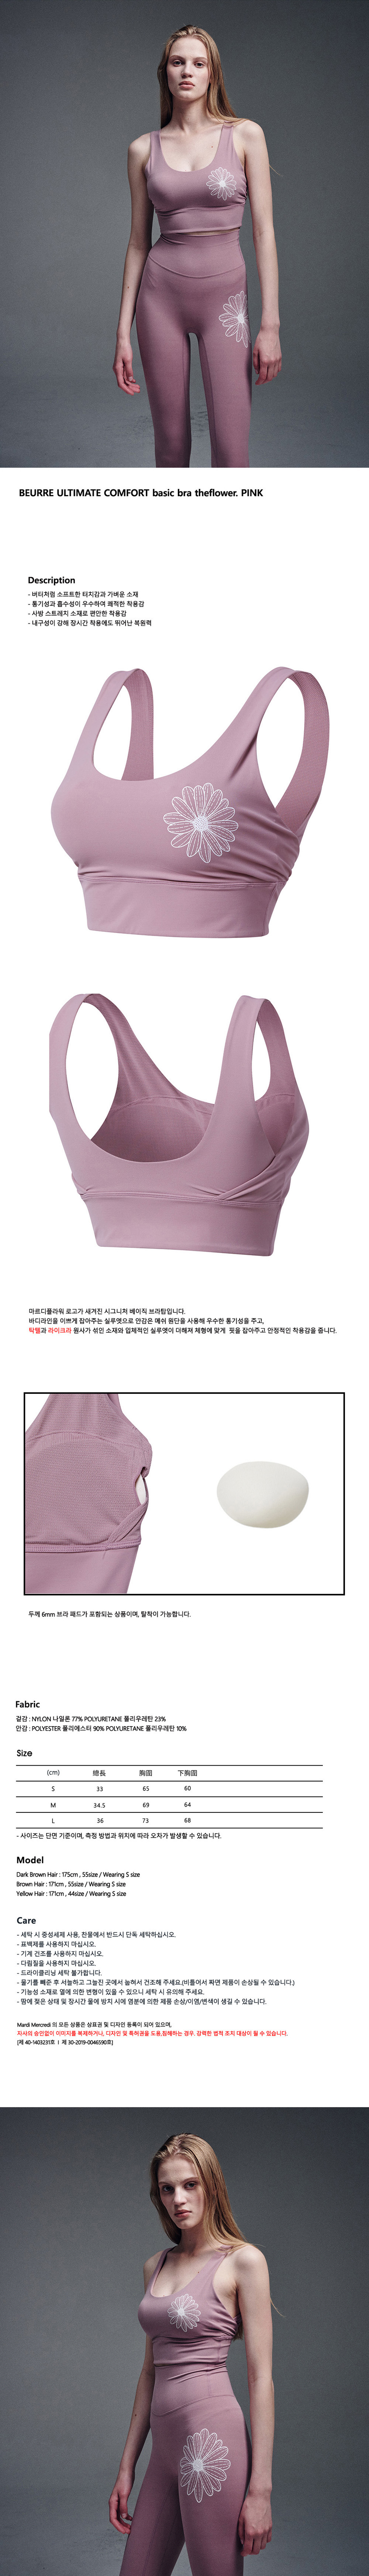 BEURRE ULTIMATE COMFORT basic bra theflower. PINK
Description
- 버터처럼 소프트한 터치감과 가벼운 소재
- 통기성과 흡수성이 우수하여 쾌적한 착용감
- 사방 스트레치 소재로 편안한 착용감
- 내구성이 강해 장시간 착용에도 뛰어난 복원력
마르디플라워 로고가 새겨진 시그니처 베이직 브라탑입니다.
바디라인을 이쁘게 잡아주는 실루엣으로 안감은 메쉬 원단을 사용해 우수한 통기성을 주고,
탁텔과 라이크라 원사가 섞인 소재와 입체적인 실루엣이 더해져 체형에 맞게 핏을 잡아주고 안정적인 착용감을 줍니다.
두께 6mm 브라 패드가 포함되는 상품이며, 탈착이 가능합니다.
Fabric
겉감 : NYLON 나일론 77% POLYURETANE 폴리우레탄 23%
안감 : POLYESTER 폴리에스터 90% POLYURETANE 폴리우레탄 10%
Size
(cm) 總長 胸圍 下胸圍
S 33 65 60
M 34.5 69 64
L 36 73 68
- 사이즈는 단면 기준이며, 측정 방법과 위치에 따라 오차가 발생할 수 있습니다.
Model
Dark Brown Hair : 175cm , 55size / Wearing S size
Brown Hair : 171cm , 55size / Wearing S size
Yellow Hair : 171cm , 44size / Wearing S size
Care
- 세탁 시 중성세제 사용, 찬물에서 반드시 단독 세탁하십시오.
- 표백제를 사용하지 마십시오.
- 기계 건조를 사용하지 마십시오.
- 다림질을 사용하지 마십시오.
- 드라이클리닝 세탁 불가합니다.
- 물기를 빼준 후 서늘하고 그늘진 곳에서 눕혀서 건조해 주세요.(비틀어서 짜면 제품이 손상될 수 있습니다.)
- 기능성 소재로 열에 의한 변형이 있을 수 있으니 세탁 시 유의해 주세요.
- 땀에 젖은 상태 및 장시간 물에 방치 시에 염분에 의한 제품 손상/이염/변색이 생길 수 있습니다.
Mardi Mercredi 의 모든 상품은 상표권 및 디자인 등록이 되어 있으며,
자사의 승인없이 이미지를 복제하거나, 디자인 및 특허권을 도용,침해하는 경우. 강력한 법적 조치 대상이 될 수 있습니다.
[제 40-1403231호 I 제 30-2019-0046590호]